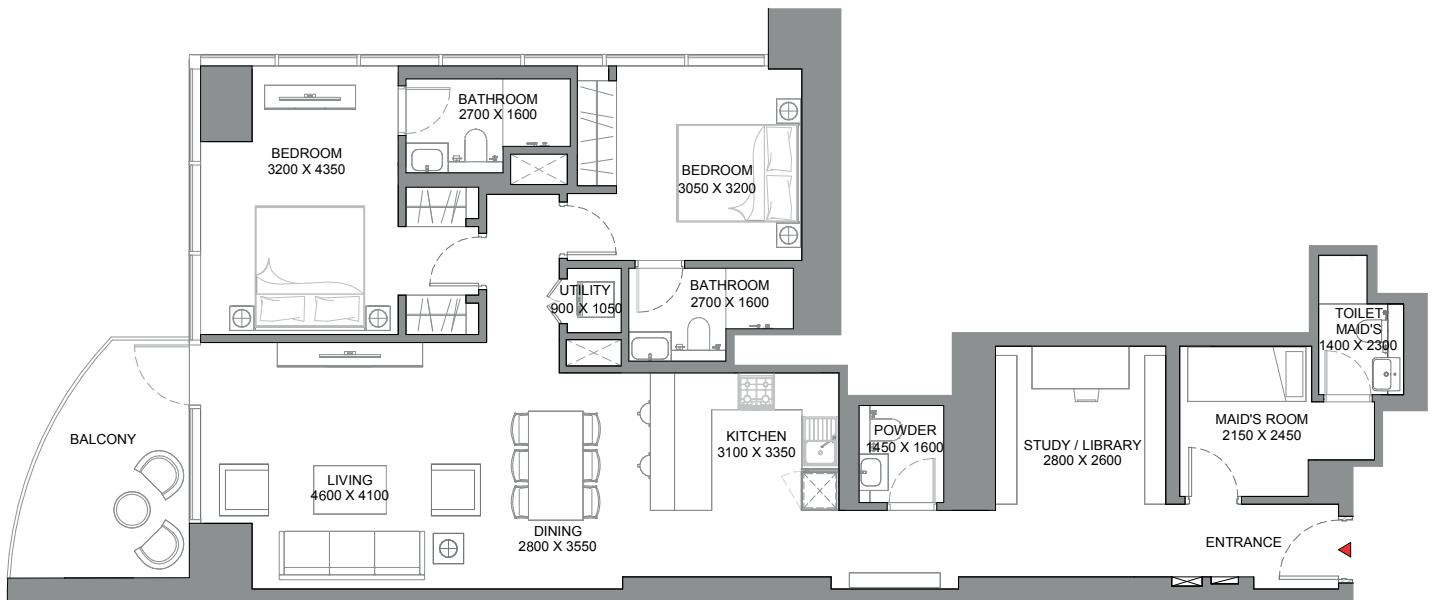 BATHROOM
2700 X 1600
BEDROOM
3200 X 4350
BEDROOM
3050 X 3200
UTILITY
900 X 1050
BATHROOM
2700 X 1600
TOILET
MAID'S
1400 X 2300
BALCONY
LIVING
4600 X 4100
DINING
2800 X 3550
KITCHEN
3100 X 3350
POWDER
1450 X 1600
STUDY / LIBRARY
2800 X 2600
MAID'S ROOM
2150 X 2450
ENTRANCE